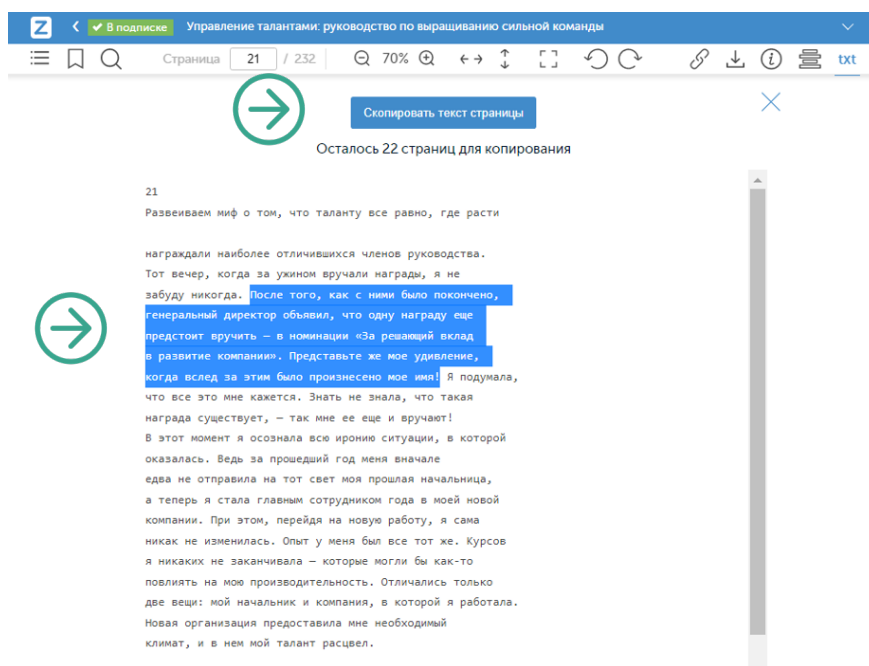 Z В подписке Управление талантами: руководство по выращиванию сильной команды
Страница 21 / 232 70% txt
Скопировать текст страницы
Осталось 22 страниц для копирования
21
Развеиваем миф о том, что таланту все равно, где расти
награждали наиболее отличившихся членов руководства.
Тот вечер, когда за ужином вручали награды, я не
забуду никогда. После того, как с ними было покончено,
генеральный директор объявил, что одну награду еще
предстоит вручить – в номинации «За решающий вклад
в развитие компании». Представьте же мое удивление,
когда вслед за этим было произнесено мое имя! Я подумала,
что все это мне кажется. Знать не знала, что такая
награда существует, – так мне ее еще и вручают!
В этот момент я осознала всю иронию ситуации, в которой
оказалась. Ведь за прошедший год меня вначале
едва не отправила на тот свет моя прошлая начальница,
а теперь я стала главным сотрудником года в моей новой
компании. При этом, перейдя на новую работу, я сама
никак не изменилась. Опыт у меня был все тот же. Курсов
я никаких не заканчивала – которые могли бы как-то
повлиять на мою производительность. Отличались только
две вещи: мой начальник и компания, в которой я работала.
Новая организация предоставила мне необходимый
климат, и в нем мой талант расцвел.